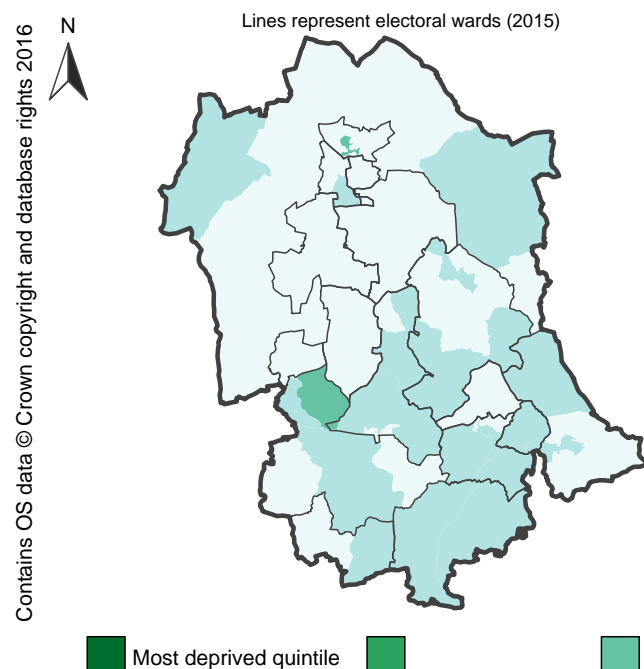 Lines represent electoral wards (2015)
N
Contains OS data © Crown copyright and database rights 2016
Most deprived quintile